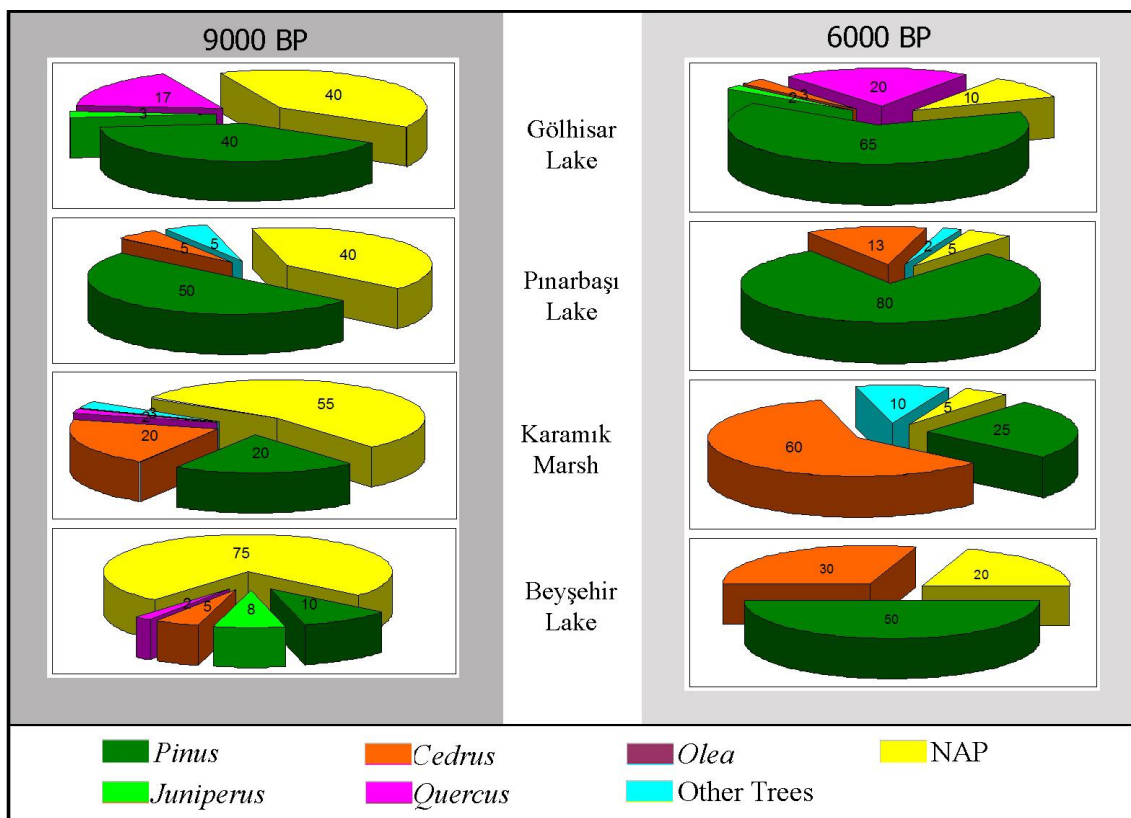 9000 BP
6000 BP
17
3
40
40
Gölhisar
Lake
2
3
20
10
65
5
5
40
50
Pınarbaşı
Lake
13
2
5
80
3
2
20
55
20
Karamık
Marsh
60
10
5
25
75
2
5
8
10
Beyşehir
Lake
30
20
50
Pinus
Cedrus
Olea
NAP
Juniperus
Quercus
Other Trees